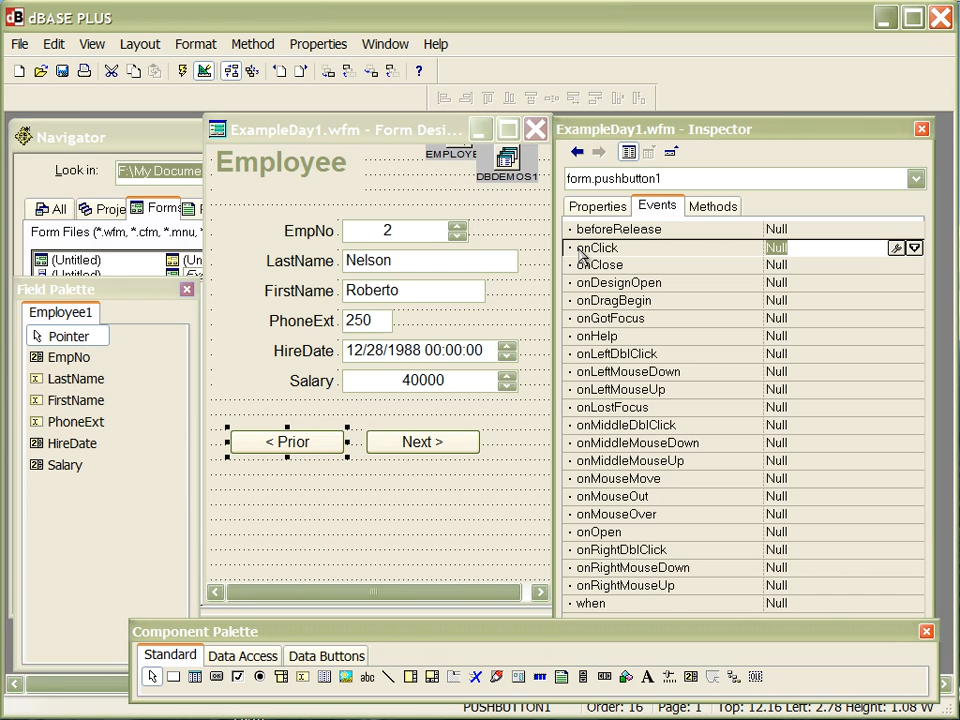 dB dBASE PLUS
File Edit View Layout Format Method Properties Window Help
Navigator
Look in: F:\My Docume
All Proje Forms
Form Files (*.wfm, *.cfm, *.mnu,
(Untitled) (Un
(Untitled)
Field Palette
Employee1
Pointer
EmpNo
LastName
FirstName
PhoneExt
HireDate
Salary
ExampleDay1.wfm - Form Desi...
Employee
EMPLOYE
DBDEMOS1
EmpNo 2
LastName Nelson
FirstName Roberto
PhoneExt 250
HireDate 12/28/1988 00:00:00
Salary 40000
< Prior Next >
ExampleDay1.wfm - Inspector
form.pushbutton1
Properties Events Methods
beforeRelease Null
onClick Null
onClose Null
onDesignOpen Null
onDragBegin Null
onGotFocus Null
onHelp Null
onLeftDblClick Null
onLeftMouseDown Null
onLeftMouseUp Null
onLostFocus Null
onMiddleDblClick Null
onMiddleMouseDown Null
onMiddleMouseUp Null
onMouseMove Null
onMouseOut Null
onMouseOver Null
onOpen Null
onRightDblClick Null
onRightMouseDown Null
onRightMouseUp Null
when Null
Component Palette
Standard Data Access Data Buttons
PUSHBUTTON1 Order: 16 Page: 1 Top: 12.16 Left: 2.78 Height: 1.08 W